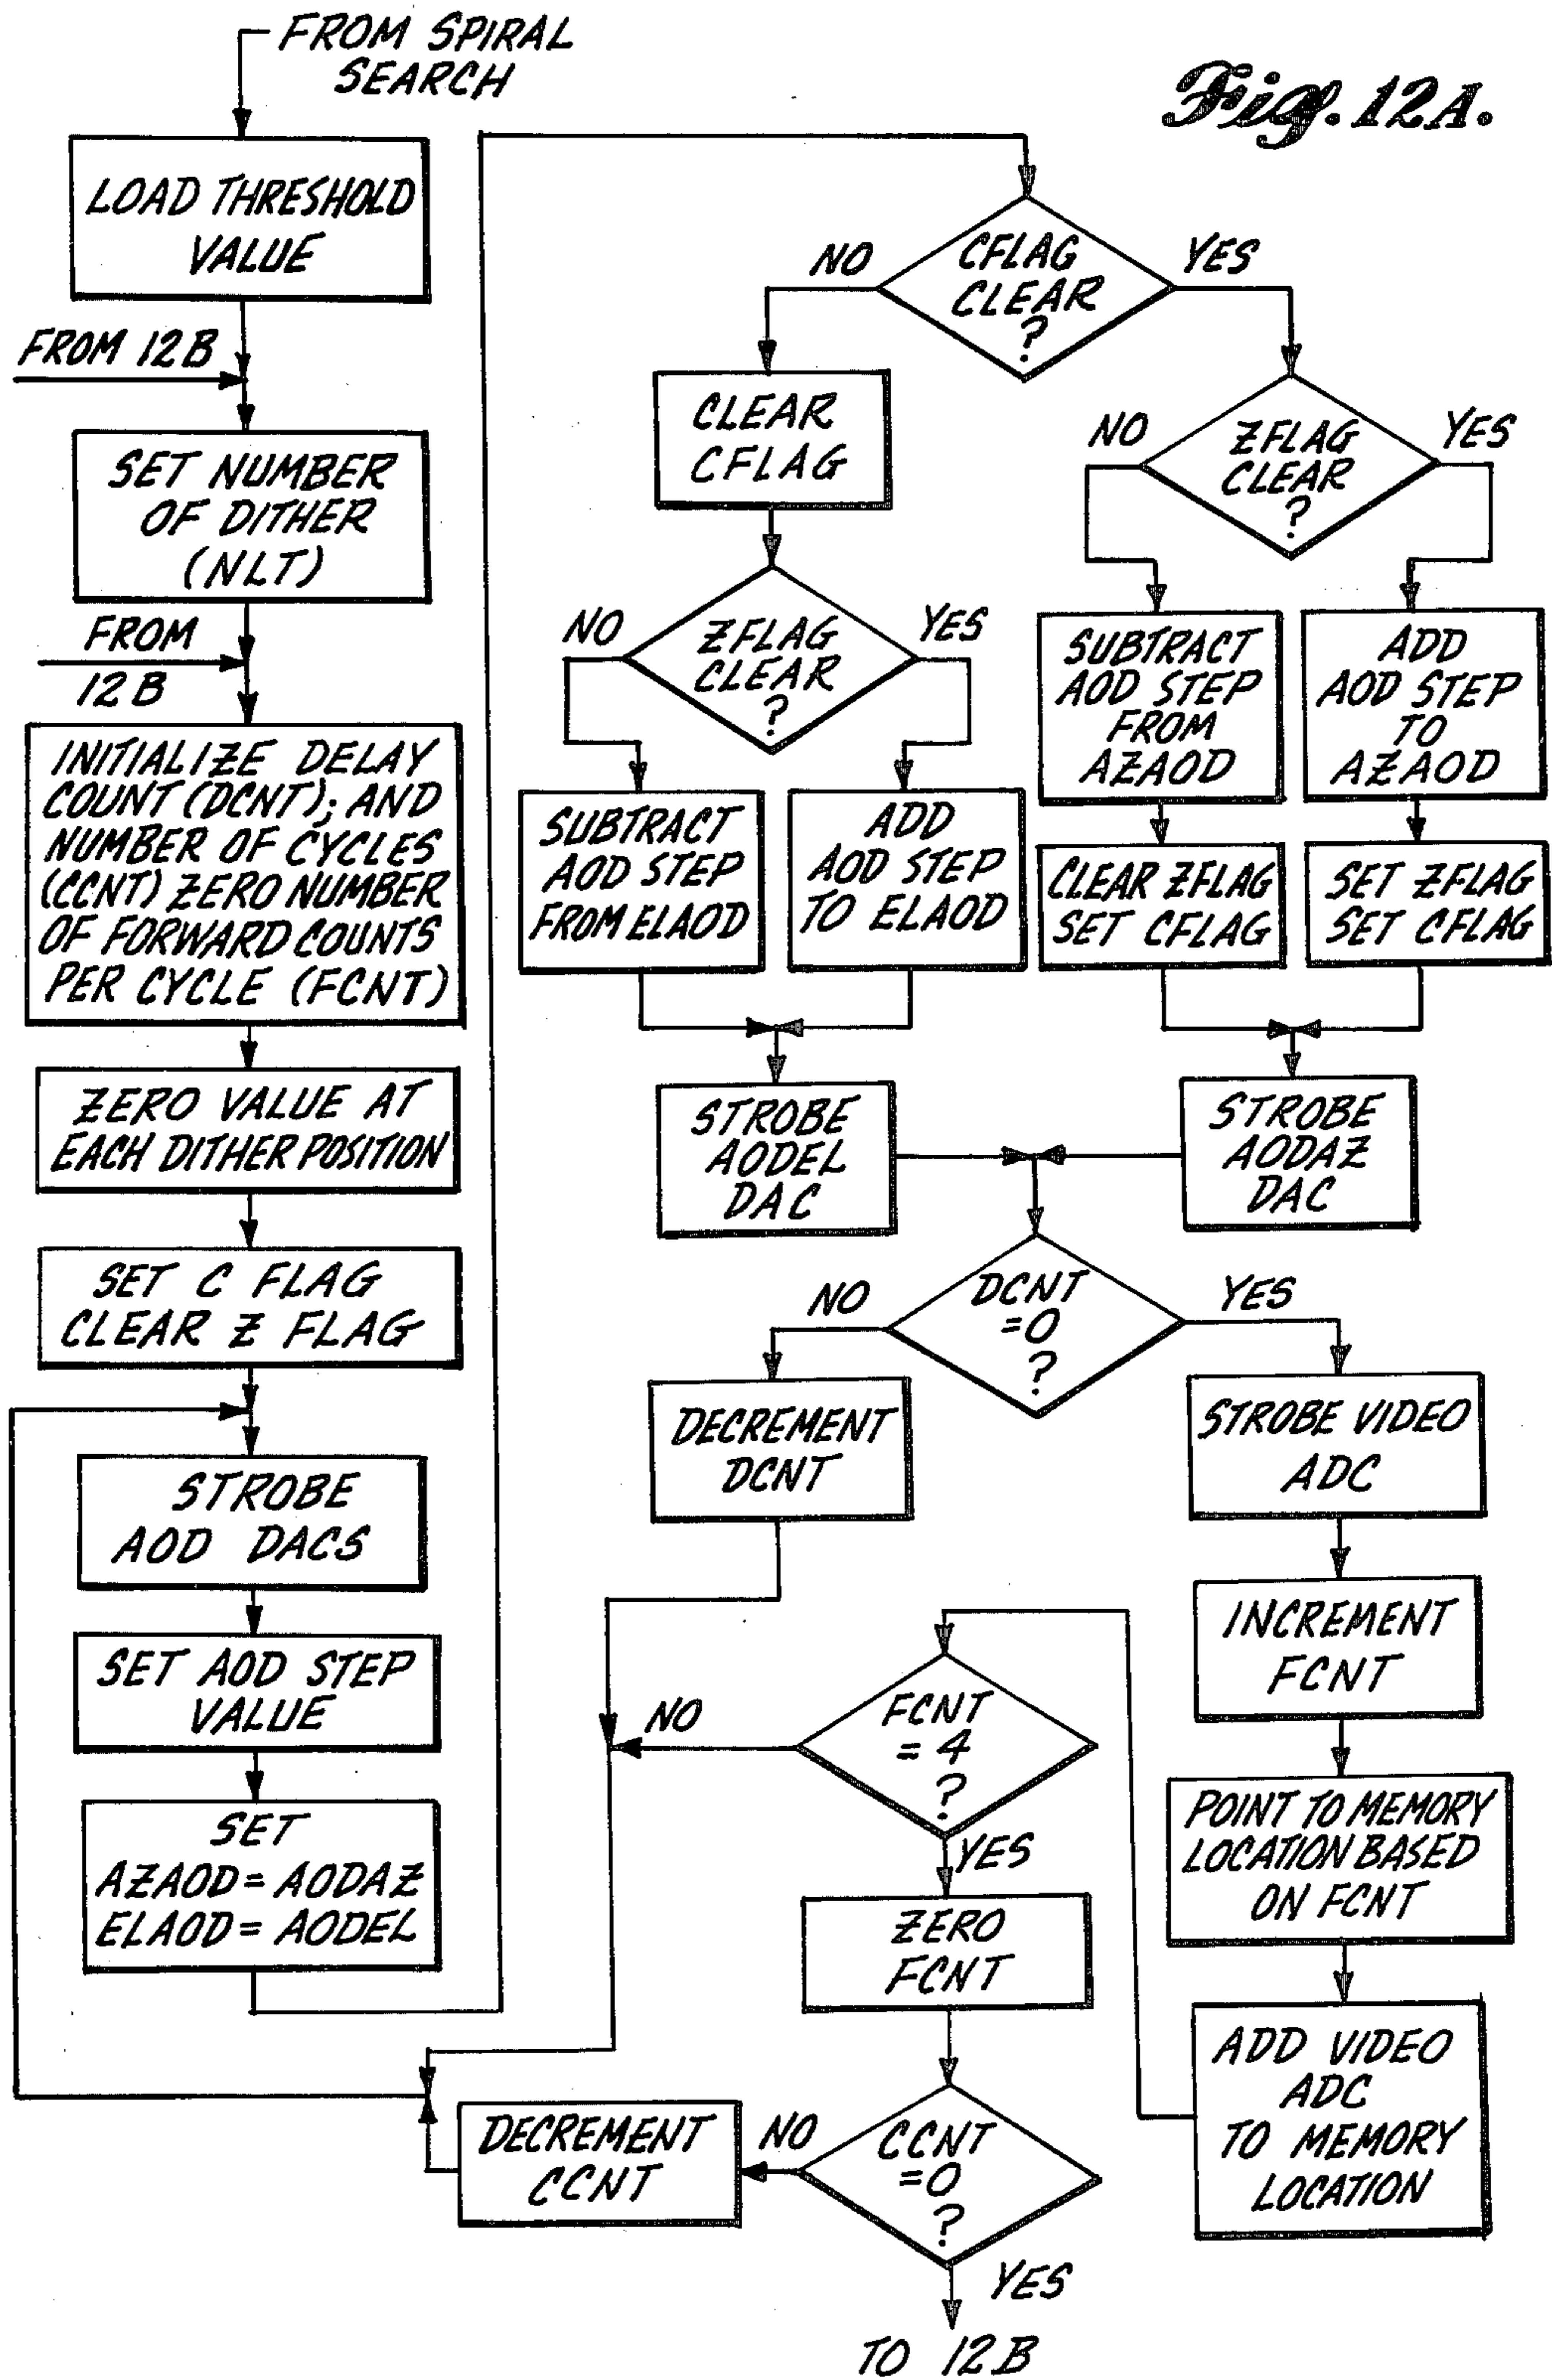 Fig. 12A.
FROM SPIRAL
SEARCH
LOAD THRESHOLD
VALUE
FROM 12B
SET NUMBER
OF DITHER
(NLT)
FROM
12B
INITIALIZE DELAY
COUNT (DCNT); AND
NUMBER OF CYCLES
(CCNT) ZERO NUMBER
OF FORWARD COUNTS
PER CYCLE (FCNT)
ZERO VALUE AT
EACH DITHER POSITION
SET C FLAG
CLEAR Z FLAG
STROBE
AOD DACS
SET AOD STEP
VALUE
SET
AZAOD = AODAZ
ELAOD = AODEL
CFLAG
CLEAR
?
NO
YES
CLEAR
CFLAG
ZFLAG
CLEAR
?
NO
YES
ZFLAG
CLEAR
?
NO
YES
SUBTRACT
AOD STEP
FROM ELAOD
ADD
AOD STEP
TO ELAOD
SUBTRACT
AOD STEP
FROM
AZAOD
ADD
AOD STEP
TO
AZAOD
CLEAR ZFLAG
SET CFLAG
SET ZFLAG
SET CFLAG
STROBE
AODEL
DAC
STROBE
AODAZ
DAC
DCNT
=0
?
NO
YES
DECREMENT
DCNT
STROBE VIDEO
ADC
INCREMENT
FCNT
POINT TO MEMORY
LOCATION BASED
ON FCNT
ADD VIDEO
ADC
TO MEMORY
LOCATION
FCNT
= 4
?
NO
YES
ZERO
FCNT
CCNT
=0
?
NO
DECREMENT
CCNT
YES
TO 12B